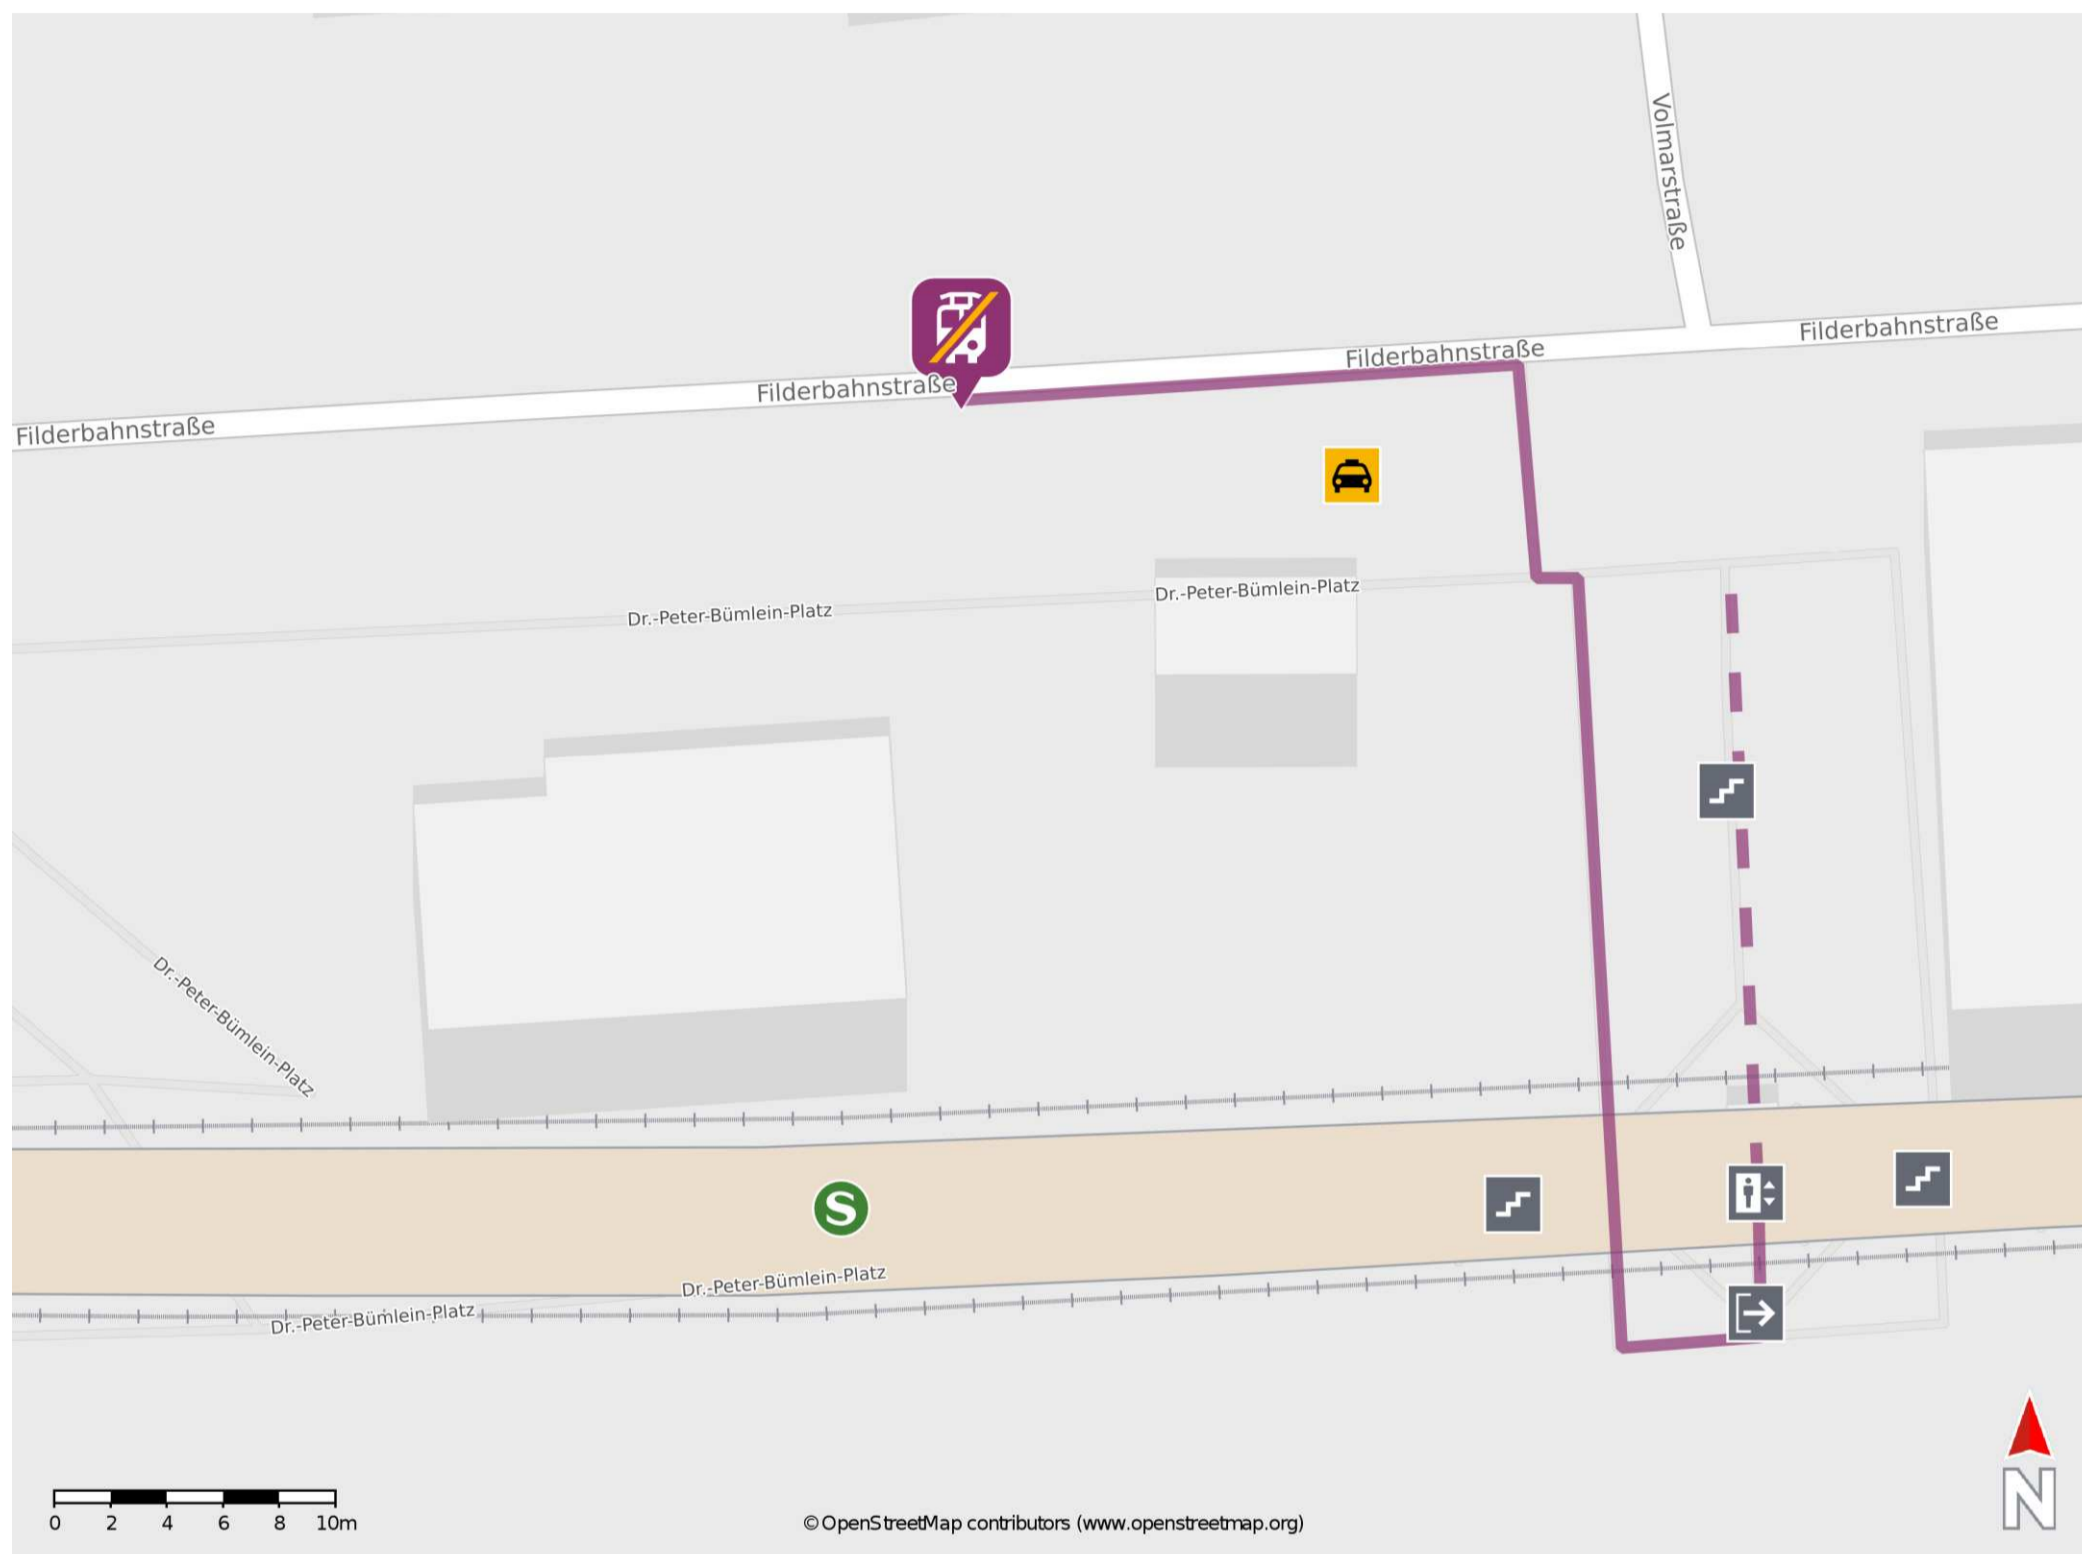 Volmarstraße
Filderbahnstraße
Filderbahnstraße
Filderbahnstraße
Filderbahnstraße
Dr.-Peter-Bümlein-Platz
Dr.-Peter-Bümlein-Platz
Dr.-Peter-Bümlein-Platz
S
Dr.-Peter-Bümlein-Platz
Dr.-Peter-Bümlein-Platz
N
0 2 4 6 8 10m
© OpenStreetMap contributors (www.openstreetmap.org)